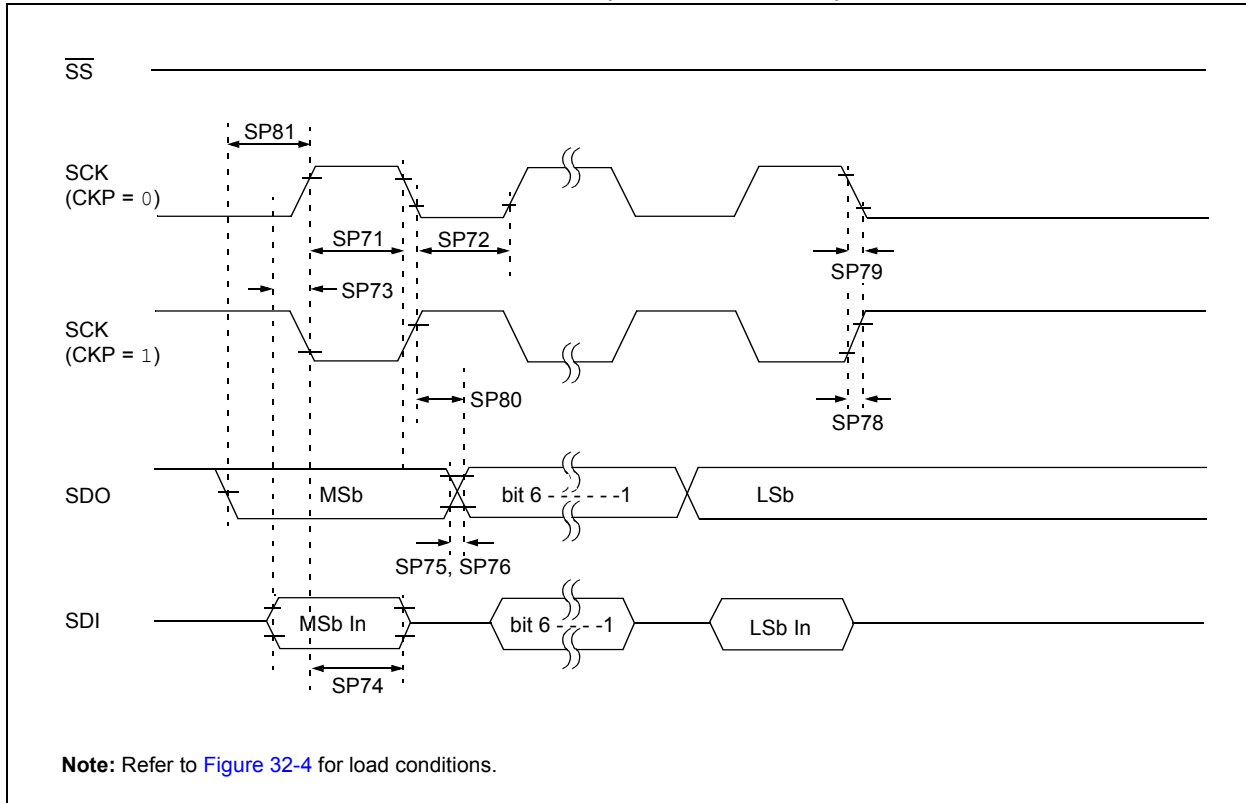 SS
SP81
SCK
(CKP = 0)
SP71
SP72
SP79
SP73
SCK
(CKP = 1)
SP80
SP78
SDO
MSb
bit 6 - - - - - -1
LSb
SP75, SP76
SDI
MSb In
bit 6 - - - -1
LSb In
SP74
Note: Refer to Figure 32-4 for load conditions.